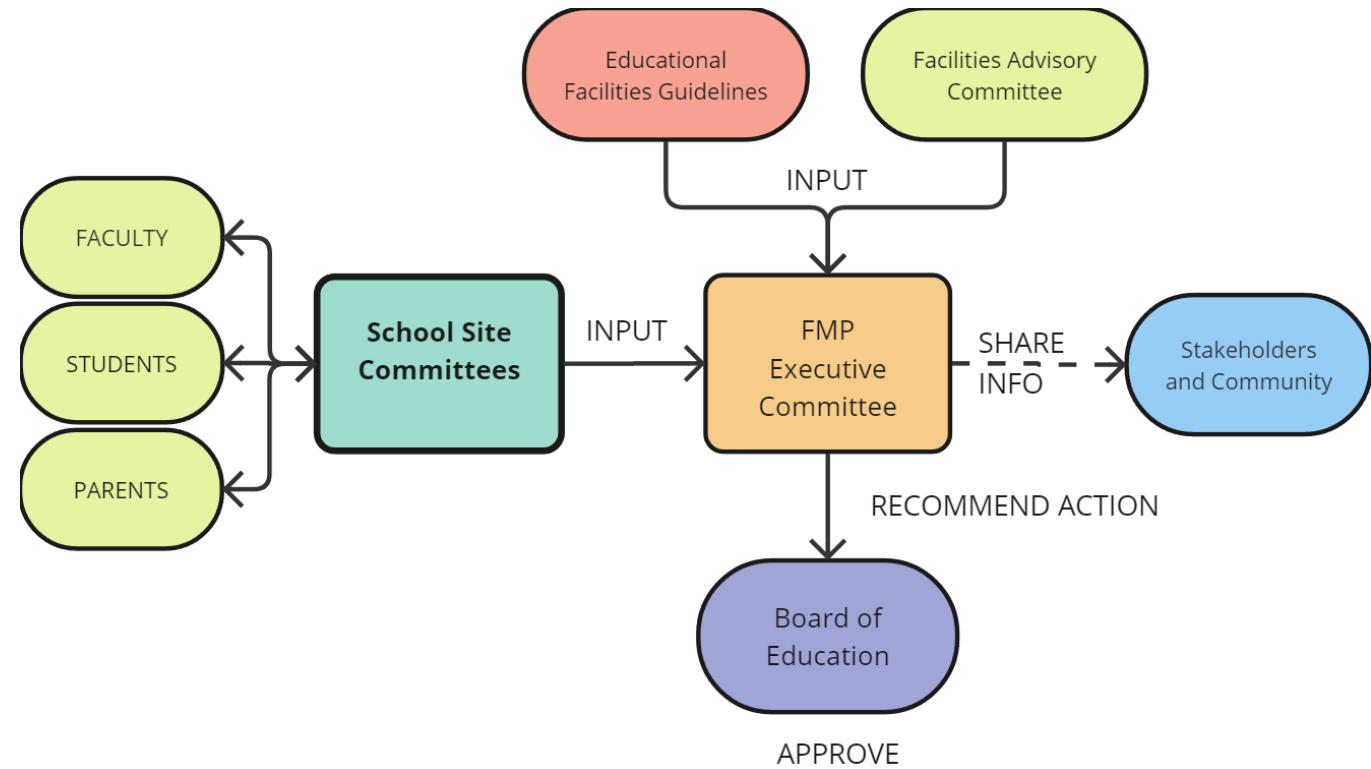 Educational
Facilities Guidelines
Facilities Advisory
Committee
INPUT
FACULTY
STUDENTS
PARENTS
School Site
Committees
INPUT
FMP
Executive
Committee
SHARE
INFO
Stakeholders
and Community
RECOMMEND ACTION
Board of
Education
APPROVE